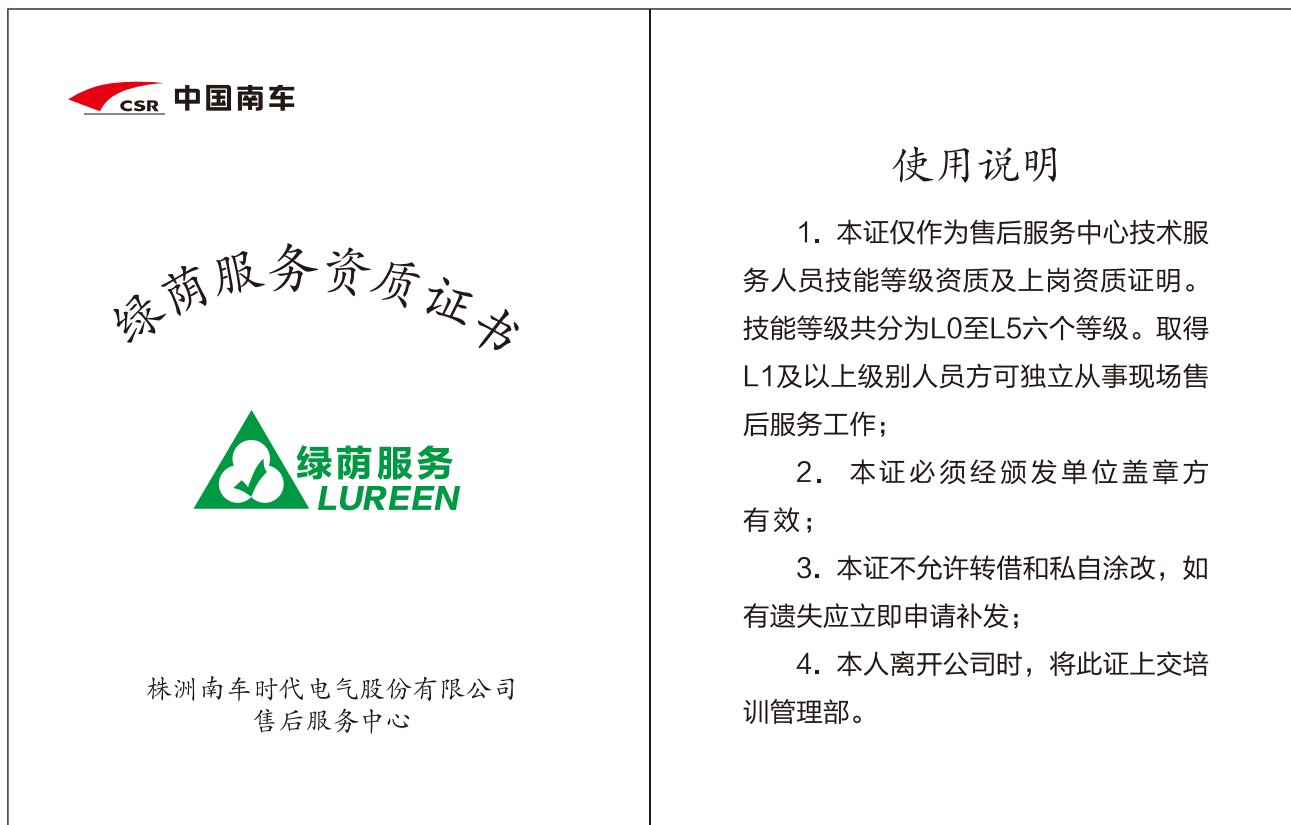 CSR 中国南车
绿荫服务资质证书
绿荫服务
LUREEN
株洲南车时代电气股份有限公司
售后服务中心
使用说明
1. 本证仅作为售后服务中心技术服
务人员技能等级资质及上岗资质证明。
技能等级共分为L0至L5六个等级。取得
L1及以上级别人员方可独立从事现场售
后服务工作；
2. 本证必须经颁发单位盖章方
有效；
3. 本证不允许转借和私自涂改，如
有遗失应立即申请补发；
4. 本人离开公司时，将此证上交培
训管理部。